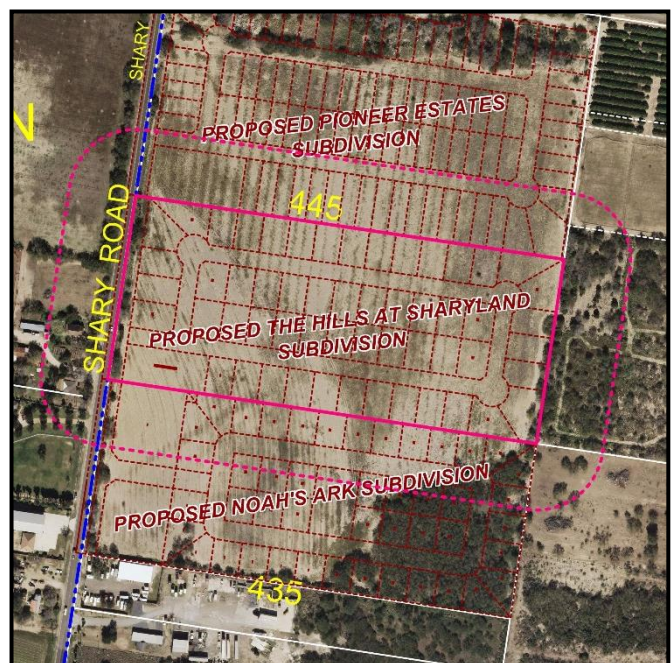 SHARY
PROPOSED PIONEER ESTATES
SUBDIVISION
445
SHARY ROAD
PROPOSED THE HILLS AT SHARYLAND
SUBDIVISION
PROPOSED NOAH'S ARK SUBDIVISION
435